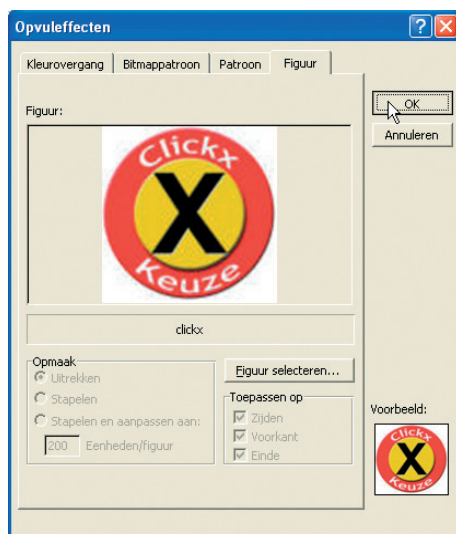 Opvuleffecten
Kleurovergang Bitmappatroon Patroon Figuur
OK
Annuleren
Figuur:
Clickx
X
Keuze
clickx
Opmaak
Uitrekken
Stapelen
Stapelen en aanpassen aan:
200 Eenheden/figuur
Figuur selecteren...
Toepassen op
Zijden
Voorkant
Einde
Voorbeeld:
Clickx
X
Keuze